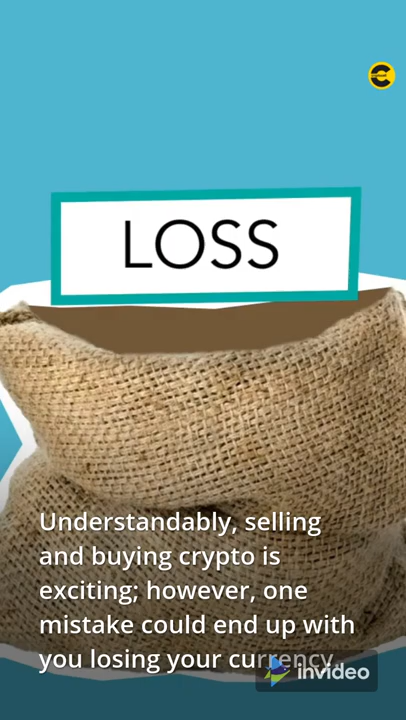 LOSS
Understandably, selling
and buying crypto is
exciting; however, one
mistake could end up with
you losing your currency.
invideo